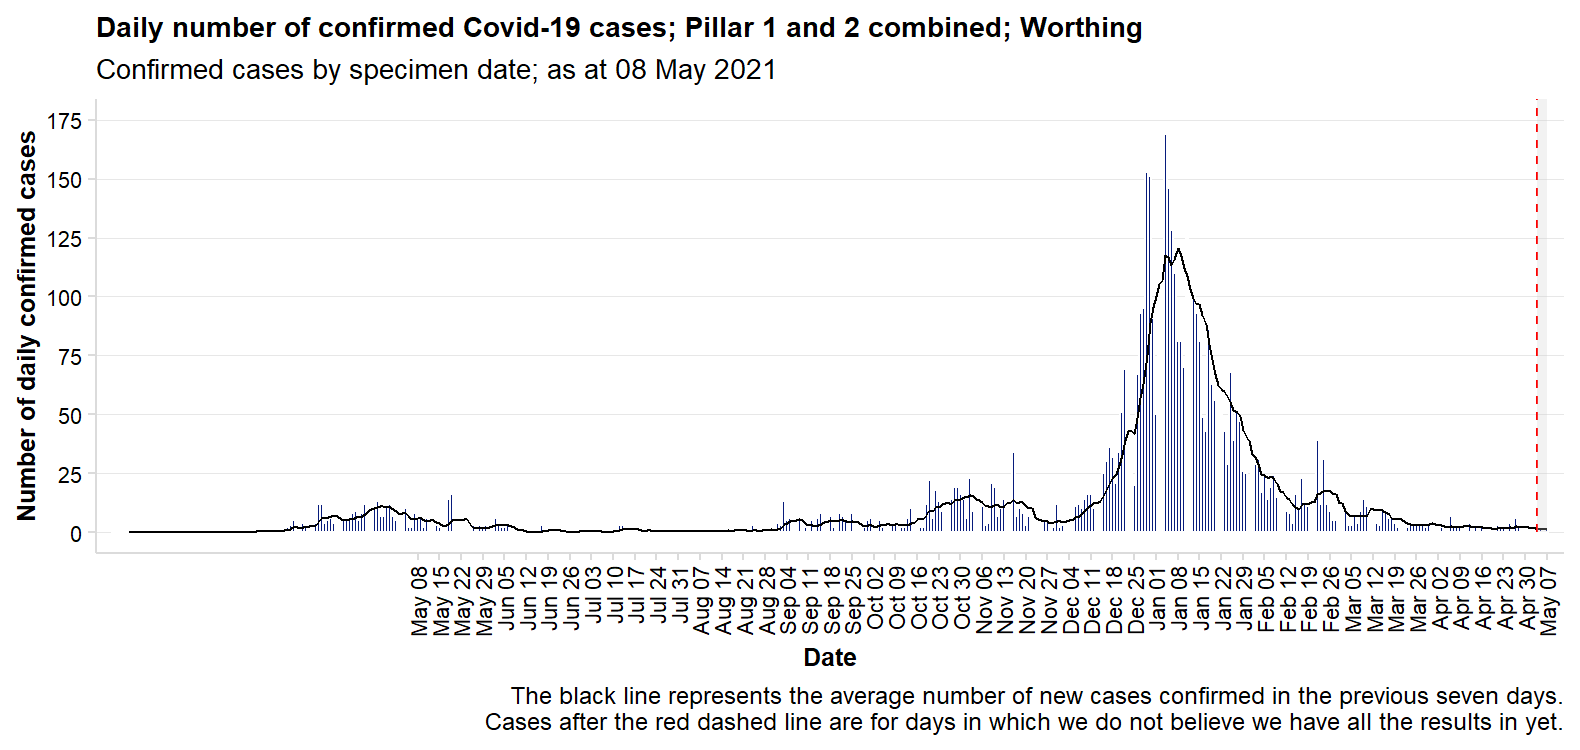 Daily number of confirmed Covid-19 cases; Pillar 1 and 2 combined; Worthing
Confirmed cases by specimen date; as at 08 May 2021
Number of daily confirmed cases
175
150
125
100
75
50
25
0
May 08
May 15
May 22
May 29
Jun 05
Jun 12
Jun 19
Jun 26
Jul 03
Jul 10
Jul 17
Jul 24
Jul 31
Aug 07
Aug 14
Aug 21
Aug 28
Sep 04
Sep 11
Sep 18
Sep 25
Oct 02
Oct 09
Oct 16
Oct 23
Oct 30
Nov 06
Nov 13
Nov 20
Nov 27
Dec 04
Dec 11
Dec 18
Dec 25
Jan 01
Jan 08
Jan 15
Jan 22
Jan 29
Feb 05
Feb 12
Feb 19
Feb 26
Mar 05
Mar 12
Mar 19
Mar 26
Apr 02
Apr 09
Apr 16
Apr 23
Apr 30
May 07
Date
The black line represents the average number of new cases confirmed in the previous seven days.
Cases after the red dashed line are for days in which we do not believe we have all the results in yet.